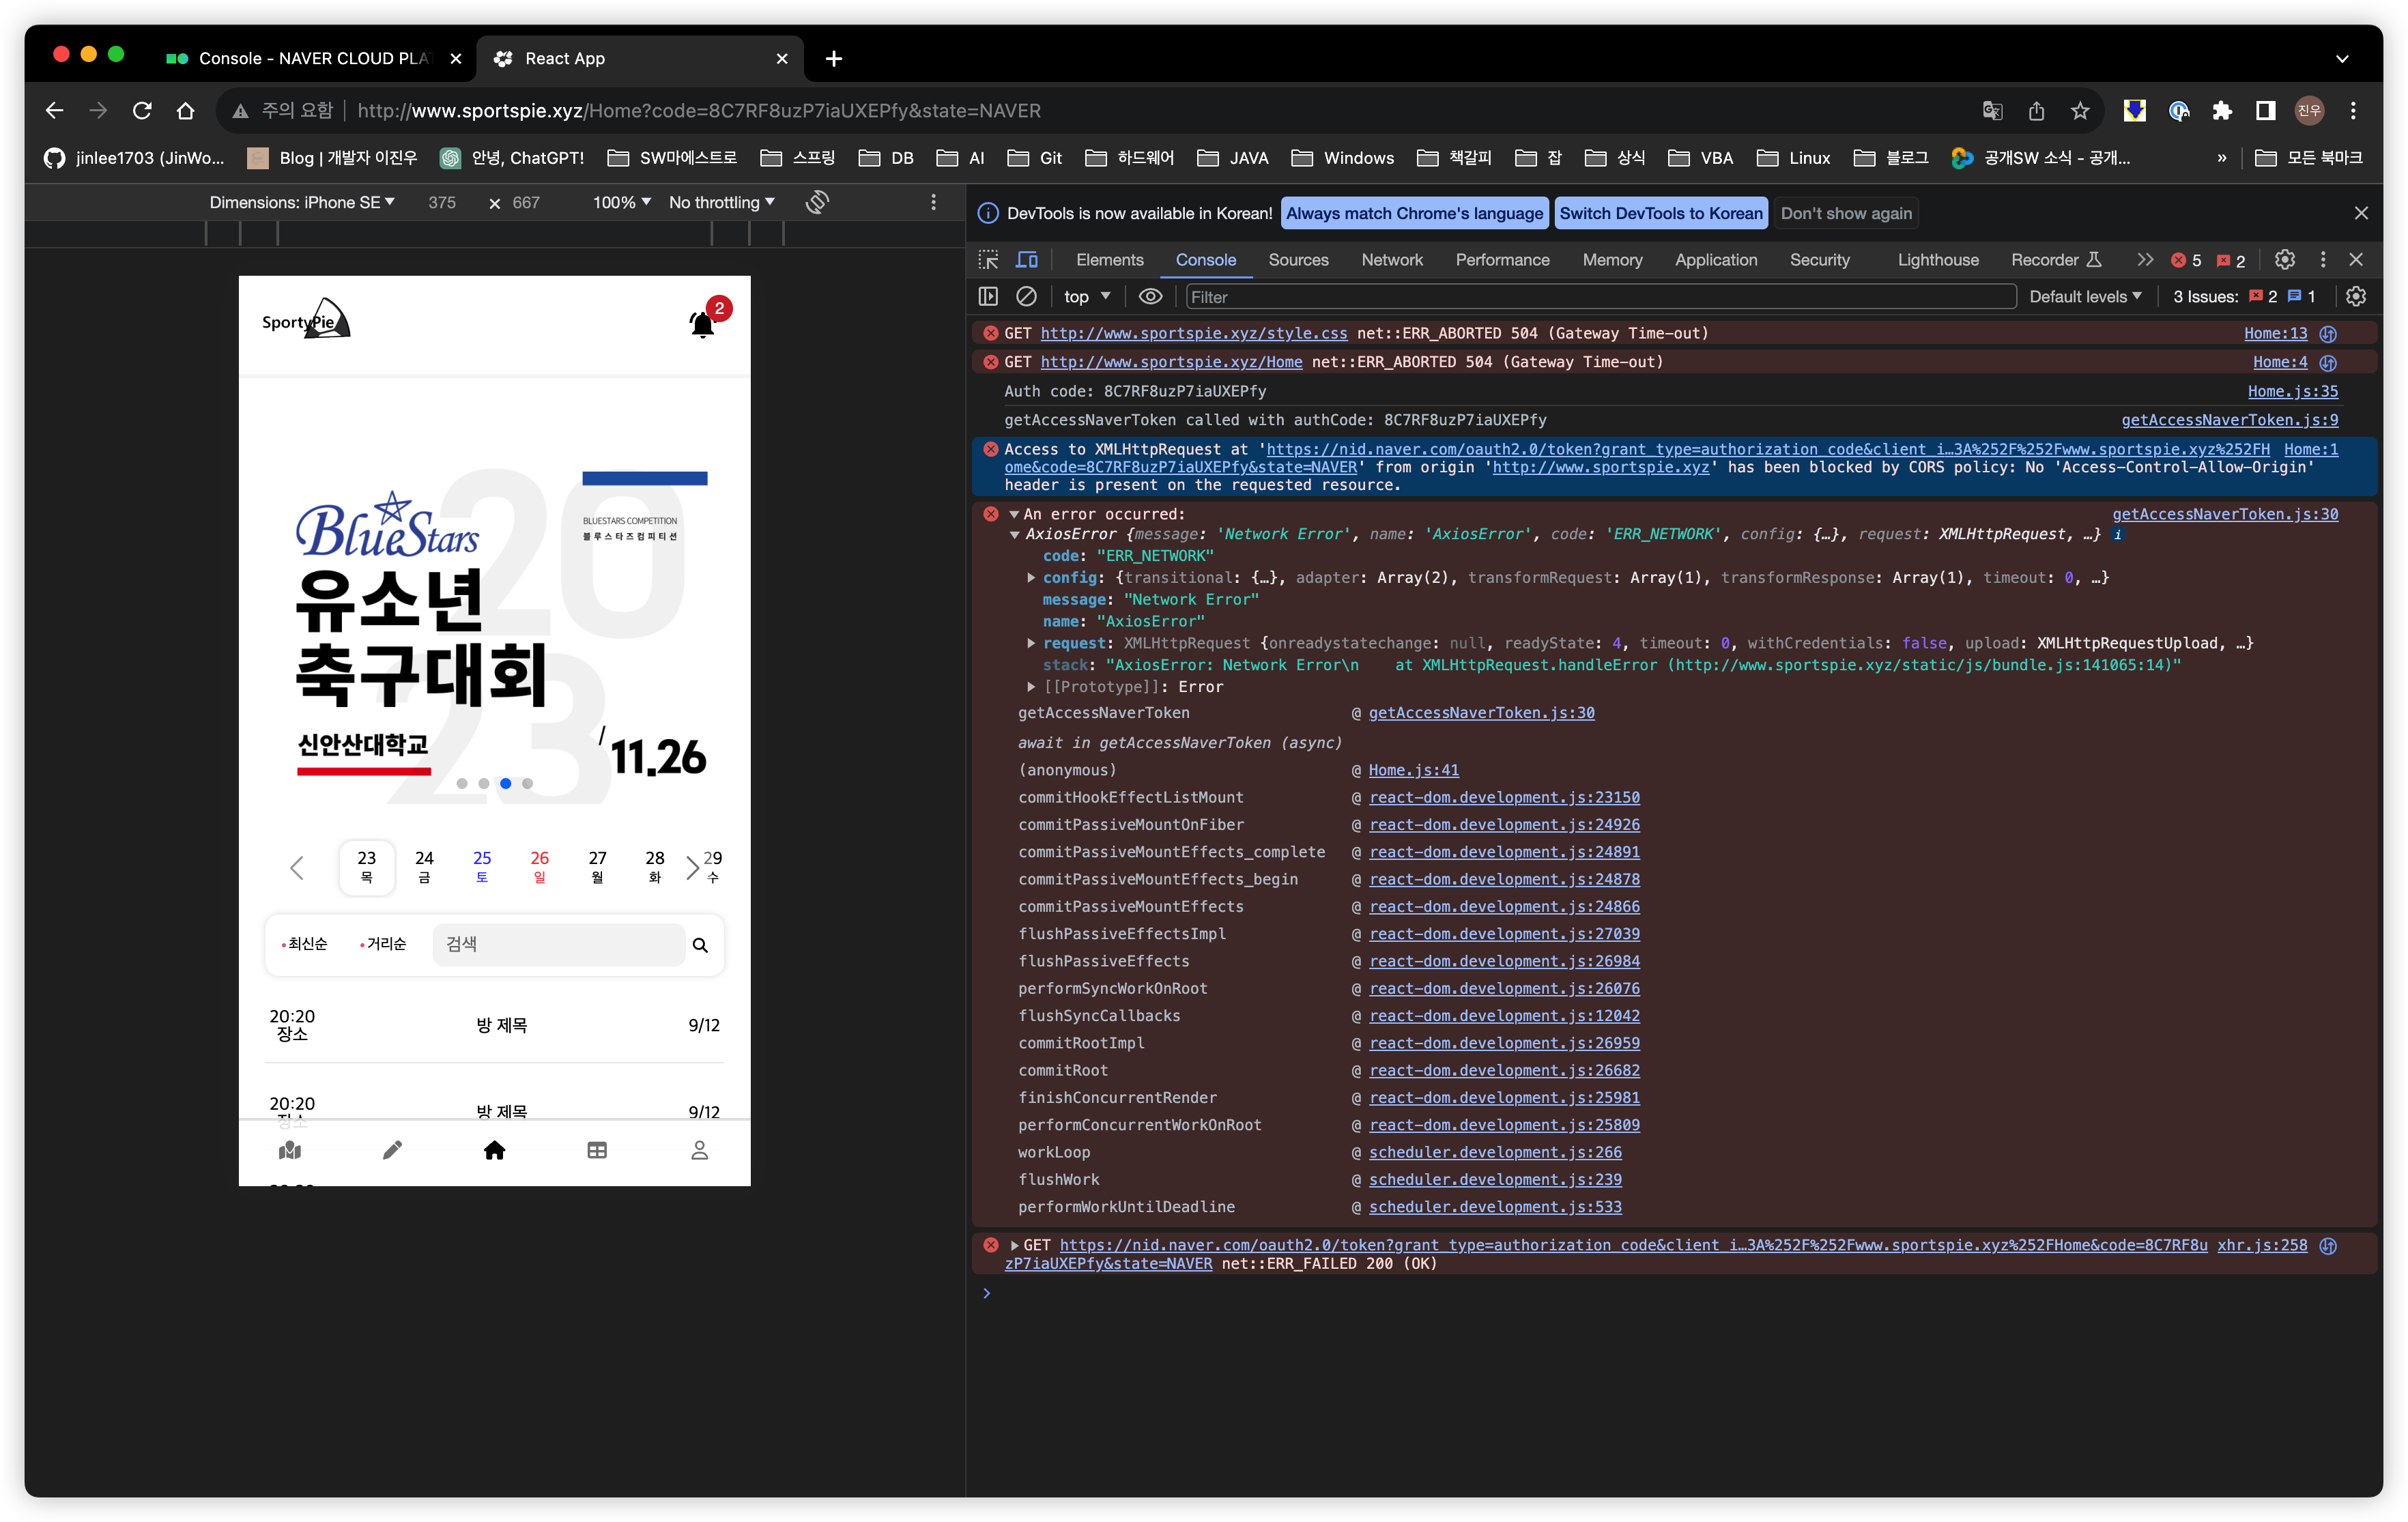 Console - NAVER CLOUD PLAT
React App
주의 요함
http://www.sportspie.xyz/Home?code=8C7RF8uzP7iaUXEPfy&state=NAVER
진우
jinlee1703 (JinWo...
Blog | 개발자 이진우
안녕, ChatGPT!
SW마에스트로
스프링
DB
AI
Git
하드웨어
JAVA
Windows
책갈피
잡
상식
VBA
Linux
블로그
공개SW 소식 - 공개...
»
모든 북마크
Dimensions: iPhone SE
375
×
667
100%
No throttling
DevTools is now available in Korean!
Always match Chrome's language
Switch DevTools to Korean
Don't show again
Elements
Console
Sources
Network
Performance
Memory
Application
Security
Lighthouse
Recorder
5
2
top
Filter
Default levels
3 Issues:
2
1
SportyPie
2
2023
BlueStars
BLUESTARS COMPETITION
블루스타즈컴피티션
유소년
축구대회
신안산대학교
/11.26
23 24 25 26 27 28 29
목 금 토 일 월 화 수
•최신순
•거리순
검색
20:20
장소
방 제목
9/12
20:20
장소
방 제목
9/12
GET http://www.sportspie.xyz/style.css net::ERR_ABORTED 504 (Gateway Time-out) Home:13
GET http://www.sportspie.xyz/Home net::ERR_ABORTED 504 (Gateway Time-out) Home:4
Auth code: 8C7RF8uzP7iaUXEPfy Home.js:35
getAccessNaverToken called with authCode: 8C7RF8uzP7iaUXEPfy getAccessNaverToken.js:9
Access to XMLHttpRequest at 'https://nid.naver.com/oauth2.0/token?grant_type=authorization_code&client_i…3A%252F%252Fwww.sportspie.xyz%252FH Home:1
ome&code=8C7RF8uzP7iaUXEPfy&state=NAVER' from origin 'http://www.sportspie.xyz' has been blocked by CORS policy: No 'Access-Control-Allow-Origin'
header is present on the requested resource.
An error occurred: getAccessNaverToken.js:30
AxiosError {message: 'Network Error', name: 'AxiosError', code: 'ERR_NETWORK', config: {…}, request: XMLHttpRequest, …} i
code: "ERR_NETWORK"
config: {transitional: {…}, adapter: Array(2), transformRequest: Array(1), transformResponse: Array(1), timeout: 0, …}
message: "Network Error"
name: "AxiosError"
request: XMLHttpRequest {onreadystatechange: null, readyState: 4, timeout: 0, withCredentials: false, upload: XMLHttpRequestUpload, …}
stack: "AxiosError: Network Error\n    at XMLHttpRequest.handleError (http://www.sportspie.xyz/static/js/bundle.js:141065:14)"
[[Prototype]]: Error
getAccessNaverToken @ getAccessNaverToken.js:30
await in getAccessNaverToken (async)
(anonymous) @ Home.js:41
commitHookEffectListMount @ react-dom.development.js:23150
commitPassiveMountOnFiber @ react-dom.development.js:24926
commitPassiveMountEffects_complete @ react-dom.development.js:24891
commitPassiveMountEffects_begin @ react-dom.development.js:24878
commitPassiveMountEffects @ react-dom.development.js:24866
flushPassiveEffectsImpl @ react-dom.development.js:27039
flushPassiveEffects @ react-dom.development.js:26984
performSyncWorkOnRoot @ react-dom.development.js:26076
flushSyncCallbacks @ react-dom.development.js:12042
commitRootImpl @ react-dom.development.js:26959
commitRoot @ react-dom.development.js:26682
finishConcurrentRender @ react-dom.development.js:25981
performConcurrentWorkOnRoot @ react-dom.development.js:25809
workLoop @ scheduler.development.js:266
flushWork @ scheduler.development.js:239
performWorkUntilDeadline @ scheduler.development.js:533
GET https://nid.naver.com/oauth2.0/token?grant_type=authorization_code&client_i…3A%252F%252Fwww.sportspie.xyz%252FHome&code=8C7RF8u xhr.js:258
zP7iaUXEPfy&state=NAVER net::ERR_FAILED 200 (OK)